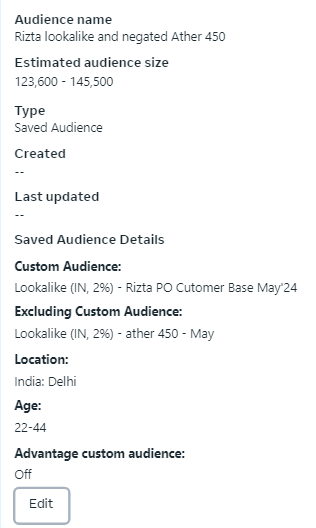 Audience name
Rizta lookalike and negated Ather 450
Estimated audience size
123,600 - 145,500
Type
Saved Audience
Created
--
Last updated
--
Saved Audience Details
Custom Audience:
Lookalike (IN, 2%) - Rizta PO Cutomer Base May'24
Excluding Custom Audience:
Lookalike (IN, 2%) - ather 450 - May
Location:
India: Delhi
Age:
22-44
Advantage custom audience:
Off
Edit